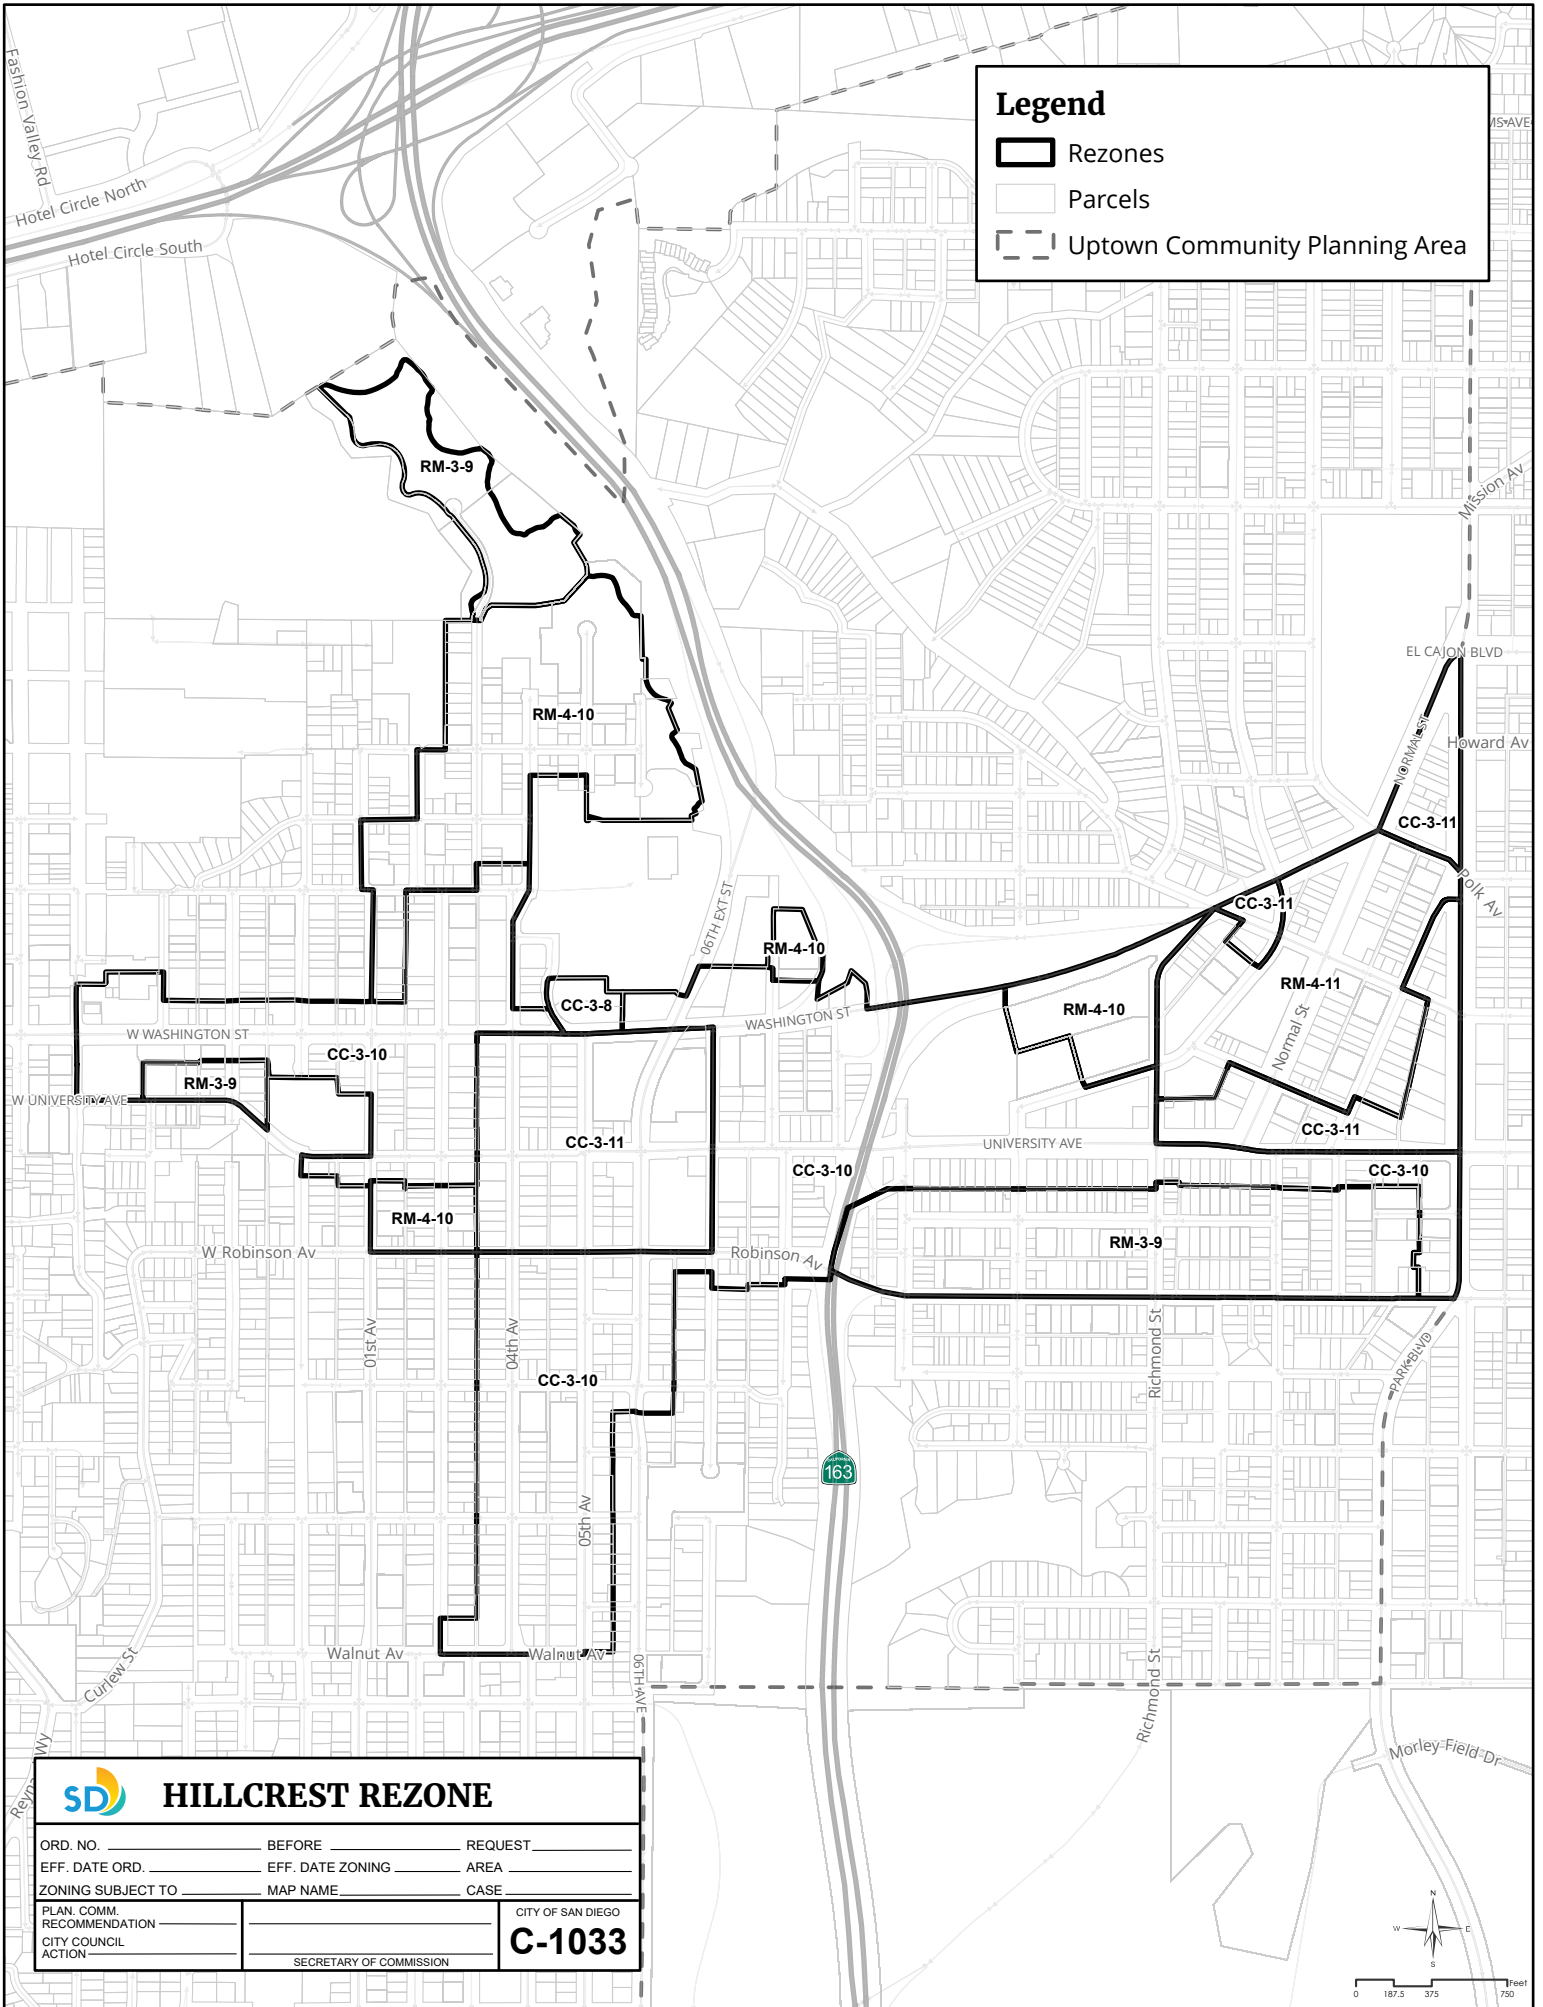 Legend
Rezones
Parcels
Uptown Community Planning Area
Fashion Valley Rd
Hotel Circle North
Hotel Circle South
Mission Av
EL CAJON BLVD
NORMAL ST
Howard Av
RM-3-9
RM-4-10
CC-3-11
Polk Av
06TH EXT ST
RM-4-10
CC-3-11
RM-4-11
CC-3-8
RM-4-10
WASHINGTON ST
W WASHINGTON ST
CC-3-10
Normal St
RM-3-9
W UNIVERSITY AVE
CC-3-11
CC-3-11
UNIVERSITY AVE
CC-3-10
CC-3-10
RM-4-10
RM-3-9
W Robinson Av
Robinson Av
01st Av
04th Av
Richmond St
PARK BLVD
CC-3-10
CALIFORNIA
163
05th Av
Walnut Av
Walnut Av
Curlew St
06TH AVE
Richmond St
Morley Field Dr
SD
HILLCREST REZONE
ORD. NO. BEFORE REQUEST
EFF. DATE ORD. EFF. DATE ZONING AREA
ZONING SUBJECT TO MAP NAME CASE
PLAN. COMM.
RECOMMENDATION
CITY COUNCIL
ACTION
SECRETARY OF COMMISSION
CITY OF SAN DIEGO
C-1033
N
W E
S
Feet
0 187.5 375 750